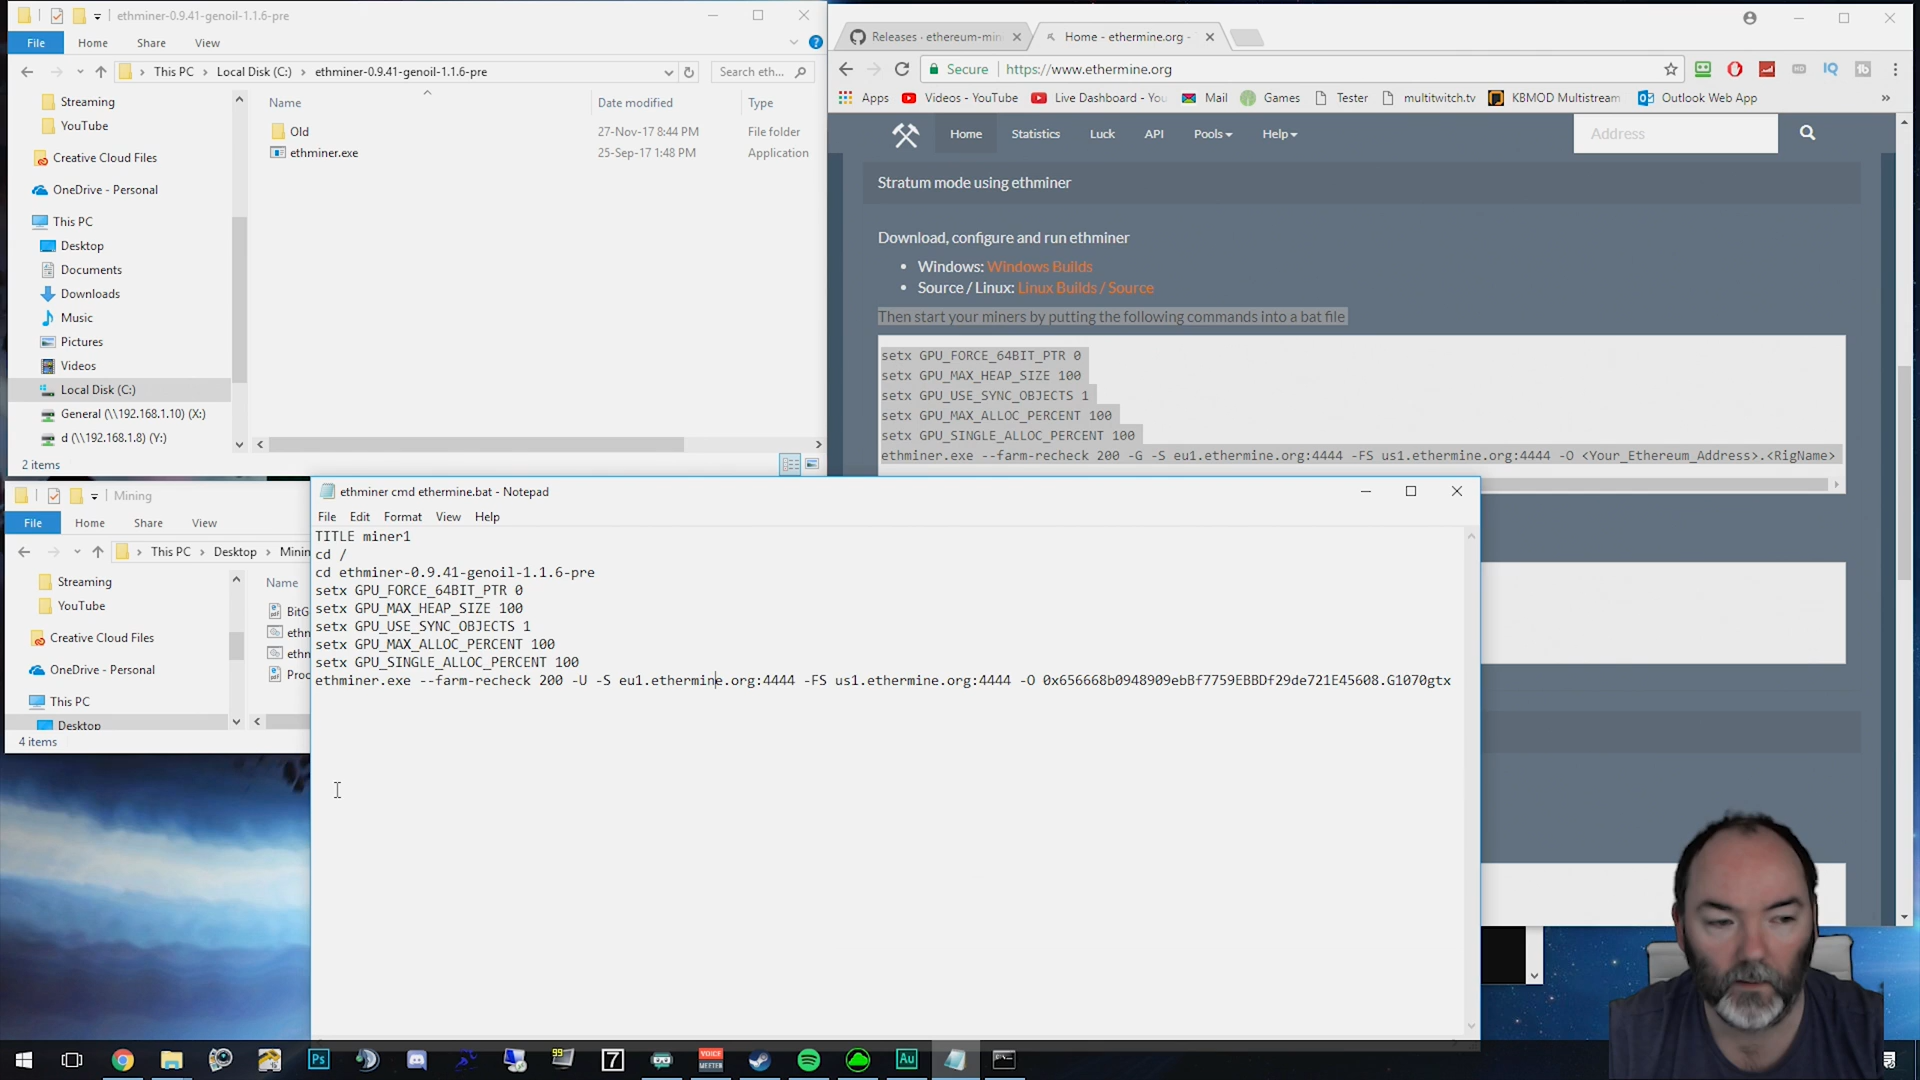 ethminer-0.9.41-genoil-1.1.6-pre
File Home Share View
This PC Local Disk (C:) ethminer-0.9.41-genoil-1.1.6-pre
Search eth...
Streaming
YouTube
Creative Cloud Files
OneDrive - Personal
This PC
Desktop
Documents
Downloads
Music
Pictures
Videos
Local Disk (C:)
General (\\192.168.1.10) (X:)
d (\\192.168.1.8) (Y:)
Name Date modified Type
Old 27-Nov-17 8:44 PM File folder
ethminer.exe 25-Sep-17 1:48 PM Application
2 items
Releases · ethereum-min
Home - ethermine.org -
Secure https://www.ethermine.org
Apps Videos - YouTube Live Dashboard - You Mail Games Tester multitwitch.tv KBMOD Multistream Outlook Web App »
Home Statistics Luck API Pools Help Address
Stratum mode using ethminer
Download, configure and run ethminer
• Windows: Windows Builds
• Source / Linux: Linux Builds / Source
Then start your miners by putting the following commands into a bat file
setx GPU_FORCE_64BIT_PTR 0
setx GPU_MAX_HEAP_SIZE 100
setx GPU_USE_SYNC_OBJECTS 1
setx GPU_MAX_ALLOC_PERCENT 100
setx GPU_SINGLE_ALLOC_PERCENT 100
ethminer.exe --farm-recheck 200 -G -S eu1.ethermine.org:4444 -FS us1.ethermine.org:4444 -O <Your_Ethereum_Address>.<RigName>
Mining
File Home Share View
This PC Desktop Minin
Streaming
YouTube
Creative Cloud Files
OneDrive - Personal
This PC
Desktop
Name
BitG
ethn
ethn
Proc
4 items
ethminer cmd ethermine.bat - Notepad
File Edit Format View Help
TITLE miner1
cd /
cd ethminer-0.9.41-genoil-1.1.6-pre
setx GPU_FORCE_64BIT_PTR 0
setx GPU_MAX_HEAP_SIZE 100
setx GPU_USE_SYNC_OBJECTS 1
setx GPU_MAX_ALLOC_PERCENT 100
setx GPU_SINGLE_ALLOC_PERCENT 100
ethminer.exe --farm-recheck 200 -U -S eu1.ethermine.org:4444 -FS us1.ethermine.org:4444 -O 0x656668b0948909ebBf7759EBBDf29de721E45608.G1070gtx
Ps
99
7
VOICE
MEETER
Au